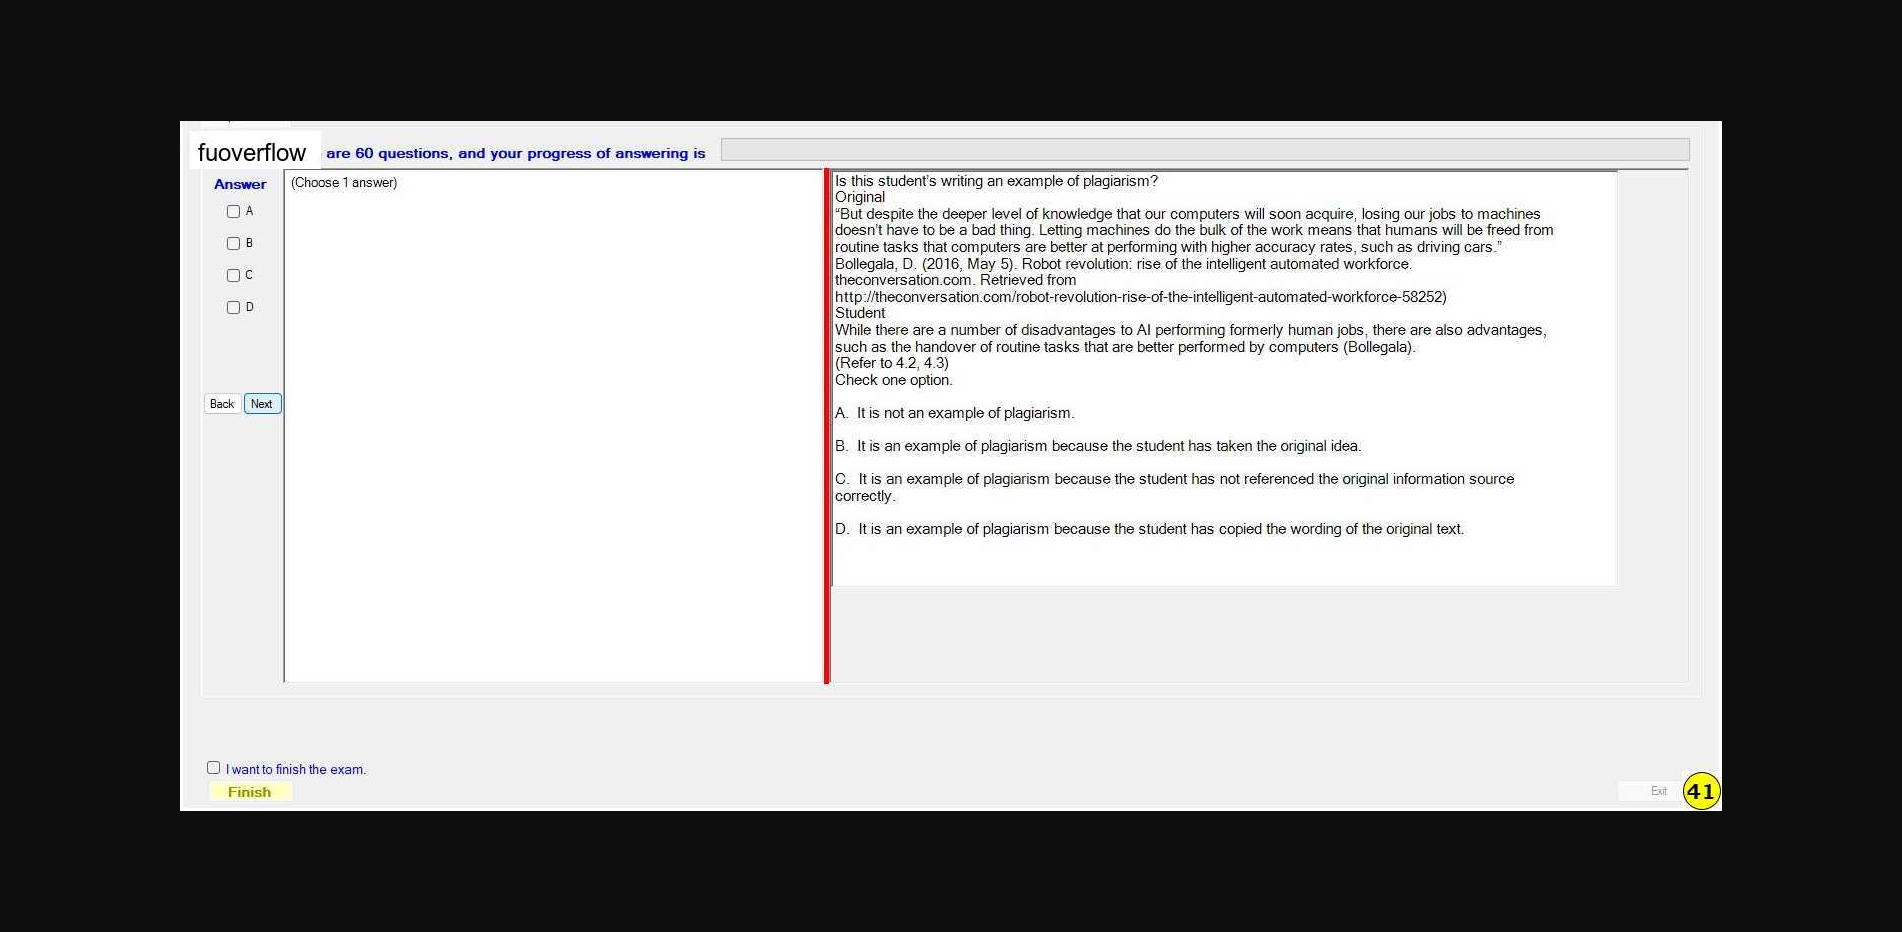 fuoverflow are 60 questions, and your progress of answering is
Answer
(Choose 1 answer)
A
B
C
D
Back Next
Is this student's writing an example of plagiarism?
Original
“But despite the deeper level of knowledge that our computers will soon acquire, losing our jobs to machines
doesn't have to be a bad thing. Letting machines do the bulk of the work means that humans will be freed from
routine tasks that computers are better at performing with higher accuracy rates, such as driving cars.”
Bollegala, D. (2016, May 5). Robot revolution: rise of the intelligent automated workforce.
theconversation.com. Retrieved from
http://theconversation.com/robot-revolution-rise-of-the-intelligent-automated-workforce-58252)
Student
While there are a number of disadvantages to AI performing formerly human jobs, there are also advantages,
such as the handover of routine tasks that are better performed by computers (Bollegala).
(Refer to 4.2, 4.3)
Check one option.
A. It is not an example of plagiarism.
B. It is an example of plagiarism because the student has taken the original idea.
C. It is an example of plagiarism because the student has not referenced the original information source
correctly.
D. It is an example of plagiarism because the student has copied the wording of the original text.
I want to finish the exam.
Finish
Exit
41